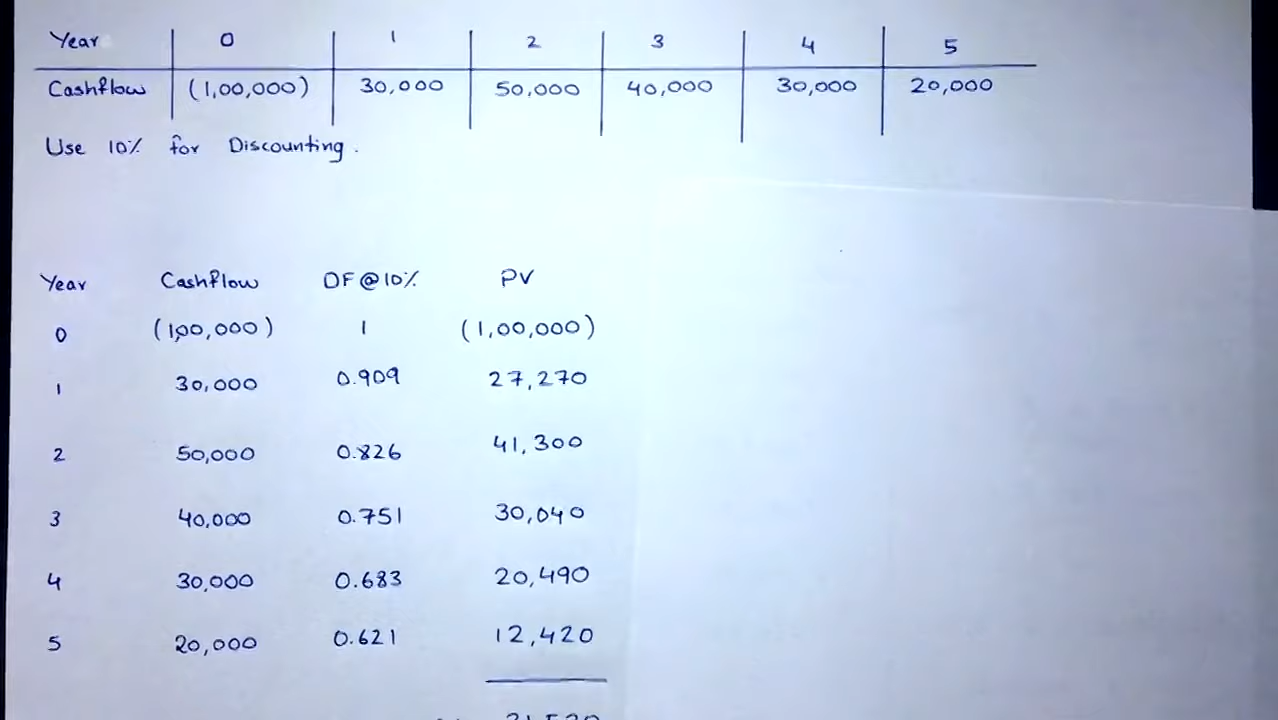 Year 0 1 2 3 4 5
Cashflow (1,00,000) 30,000 50,000 40,000 30,000 20,000
Use 10% for Discounting.
Year Cashflow DF@10% PV
0 (1,00,000) 1 (1,00,000)
1 30,000 0.909 27,270
2 50,000 0.826 41,300
3 40,000 0.751 30,040
4 30,000 0.683 20,490
5 20,000 0.621 12,420